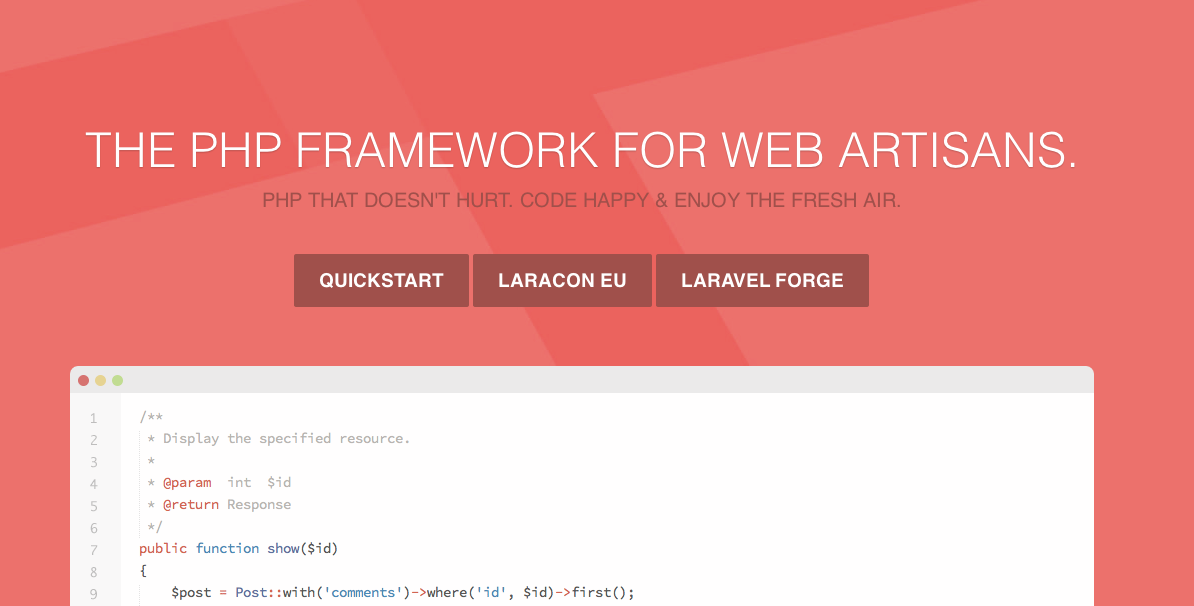 THE PHP FRAMEWORK FOR WEB ARTISANS.
PHP THAT DOESN'T HURT. CODE HAPPY & ENJOY THE FRESH AIR.
QUICKSTART LARACON EU LARAVEL FORGE
1 /**
2  * Display the specified resource.
3  *
4  * @param  int  $id
5  * @return Response
6  */
7 public function show($id)
8 {
9     $post = Post::with('comments')->where('id', $id)->first();